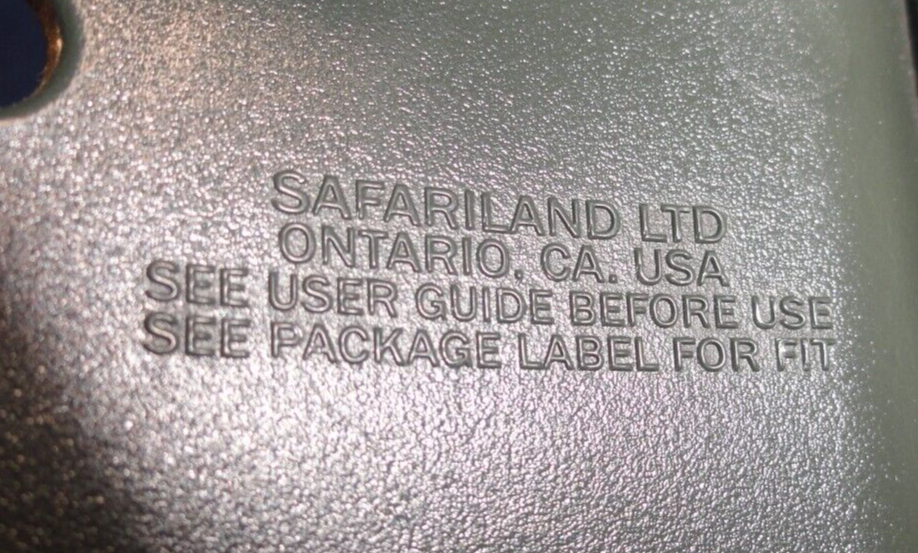 SAFARILAND LTD
ONTARIO, CA. USA
SEE USER GUIDE BEFORE USE
SEE PACKAGE LABEL FOR FIT